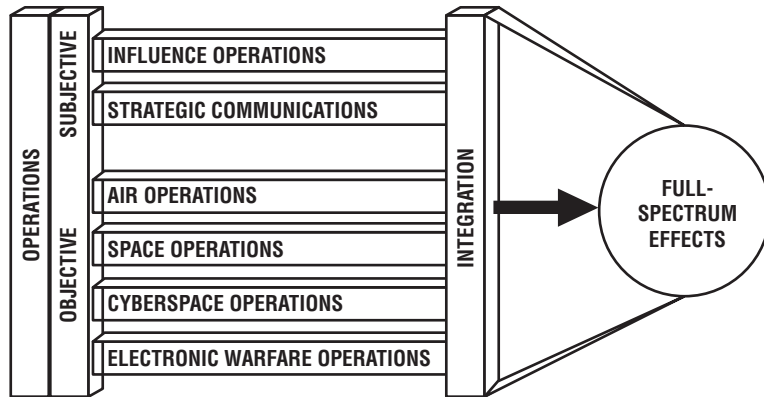 OPERATIONS
SUBJECTIVE
OBJECTIVE
INFLUENCE OPERATIONS
STRATEGIC COMMUNICATIONS
AIR OPERATIONS
SPACE OPERATIONS
CYBERSPACE OPERATIONS
ELECTRONIC WARFARE OPERATIONS
INTEGRATION
FULL-
SPECTRUM
EFFECTS